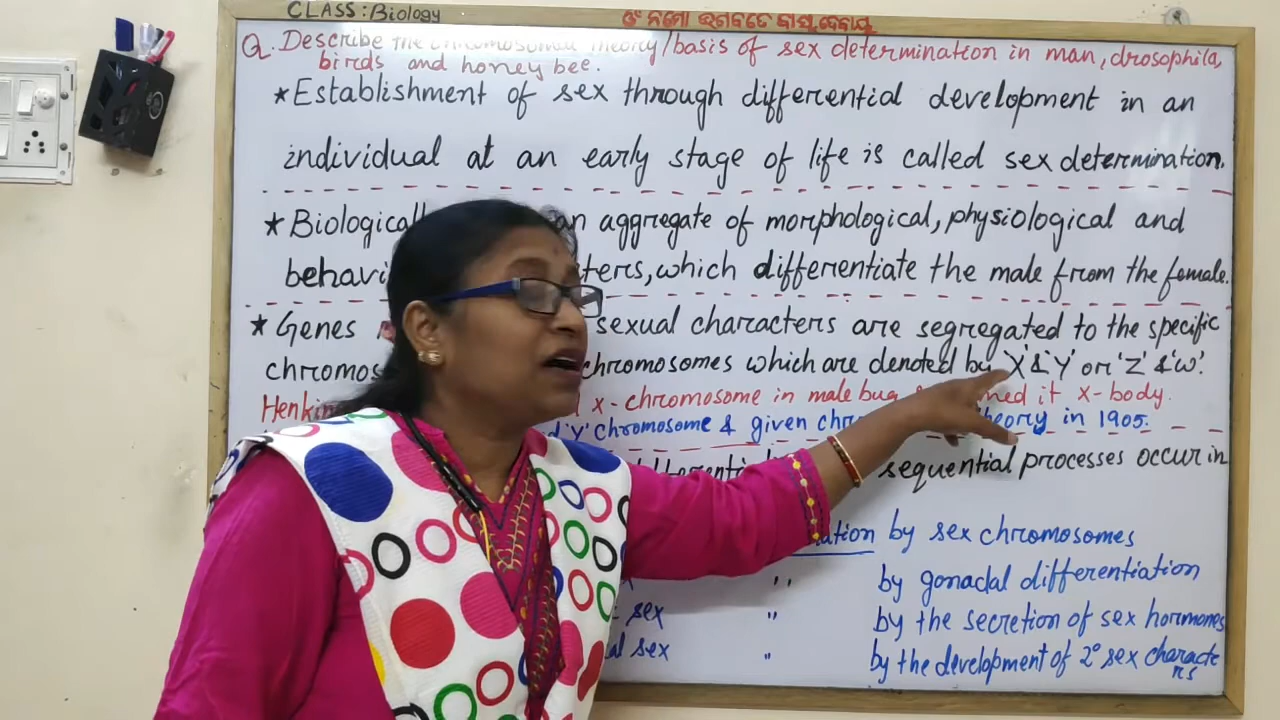 CLASS: Biology
ଓଁ ନମୋ ଭଗବତେ ବାସୁଦେବାୟ
Q. Describe the chromosomal theory/basis of sex determination in man, drosophila,
birds and honey bee.
★ Establishment of sex through differential development in an
individual at an early stage of life is called sex determination.
★ Biologicall an aggregate of morphological, physiological and
behavi ters, which differentiate the male from the female.
★ Genes sexual characters are segregated to the specific
chromos chromosomes which are denoted by 'X' & 'Y' or 'Z' & 'W'.
Henkin x-chromosome in male bug med it x-body.
'Y' chromosome & given chr theory in 1905.
sequential processes occur in
ation by sex chromosomes
" by gonadal differentiation
sex " by the secretion of sex hormones
al sex " by the development of 2° sex characters